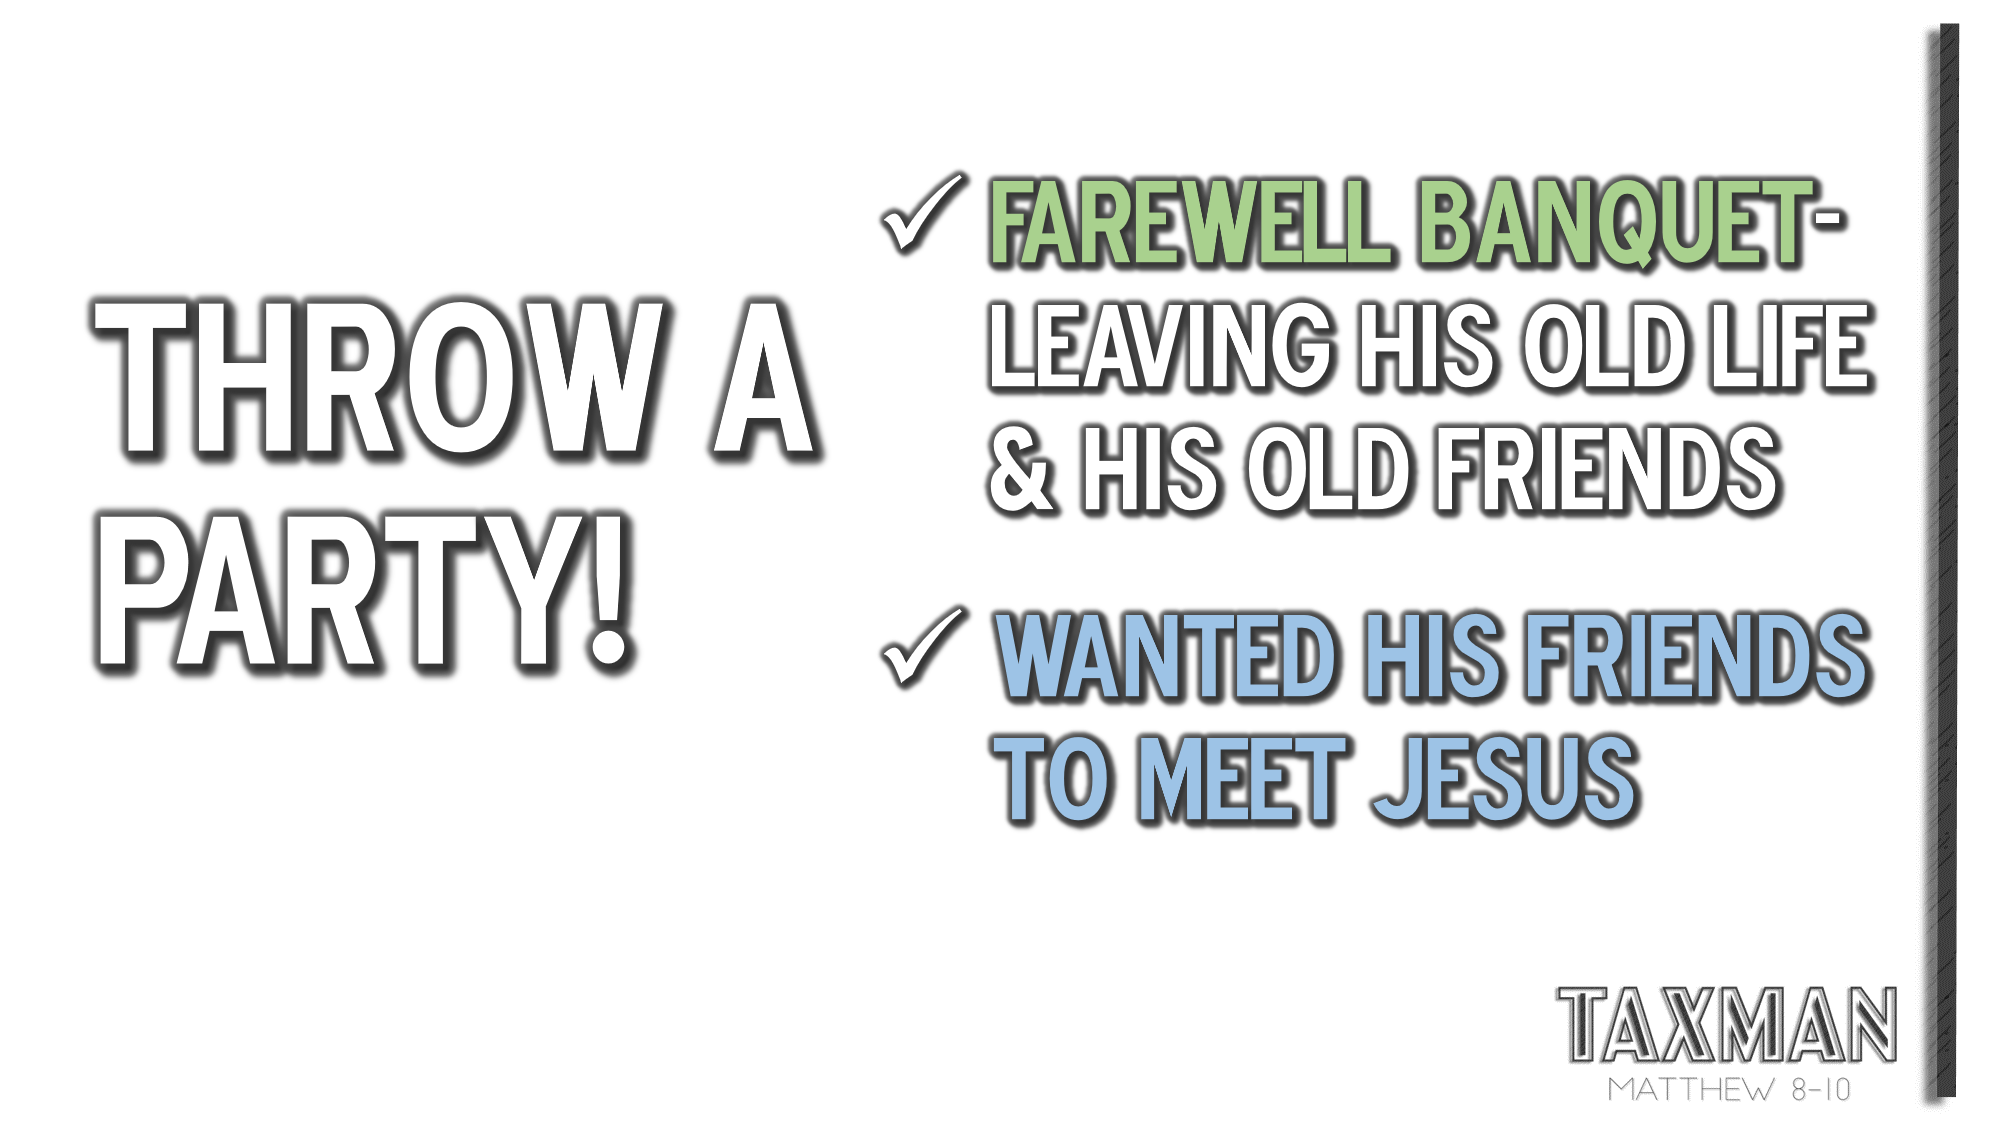 THROW A
PARTY!
✓ FAREWELL BANQUET-
LEAVING HIS OLD LIFE
& HIS OLD FRIENDS
✓ WANTED HIS FRIENDS
TO MEET JESUS
TAXMAN
MATTHEW 8-10